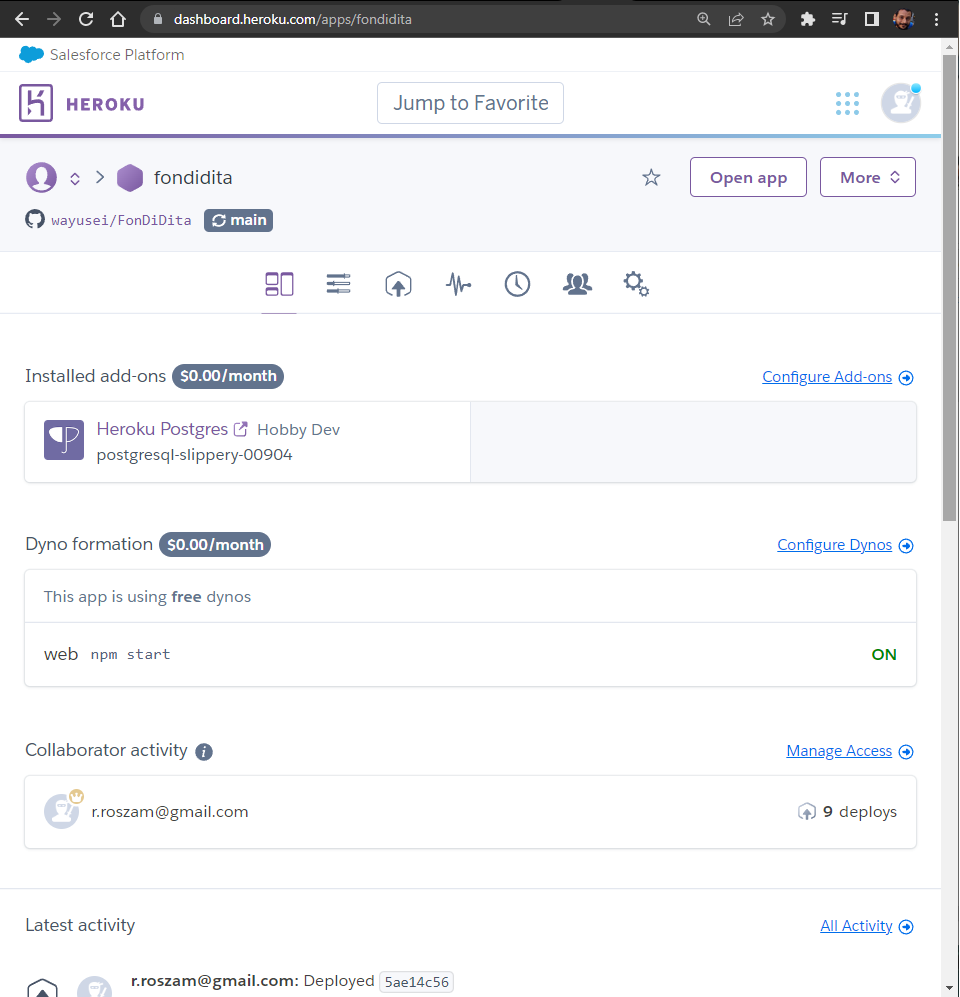 dashboard.heroku.com/apps/fondidita
Salesforce Platform
HEROKU
Jump to Favorite
fondidita
Open app
More
wayusei/FonDiDita
main
Installed add-ons $0.00/month
Configure Add-ons
Heroku Postgres Hobby Dev
postgresql-slippery-00904
Dyno formation $0.00/month
Configure Dynos
This app is using free dynos
web npm start
ON
Collaborator activity
Manage Access
r.roszam@gmail.com
9 deploys
Latest activity
All Activity
r.roszam@gmail.com: Deployed 5ae14c56